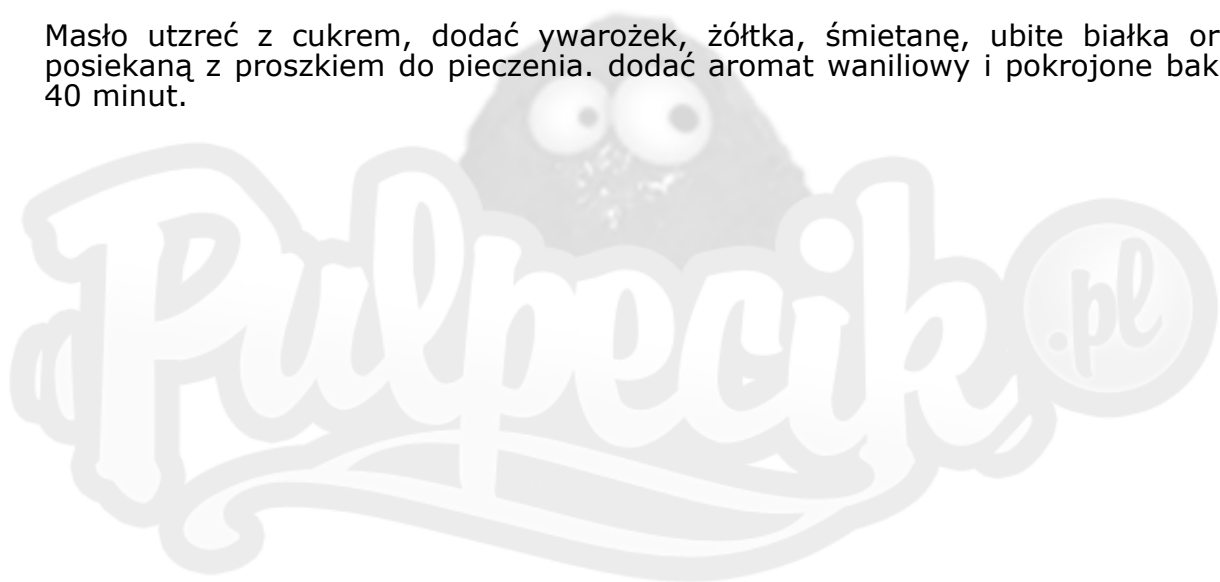 Masło utzreć z cukrem, dodać ywarożek, żółtka, śmietanę, ubite białka or
posiekaną z proszkiem do pieczenia. dodać aromat waniliowy i pokrojone bak
40 minut.
Pulpecik .pl